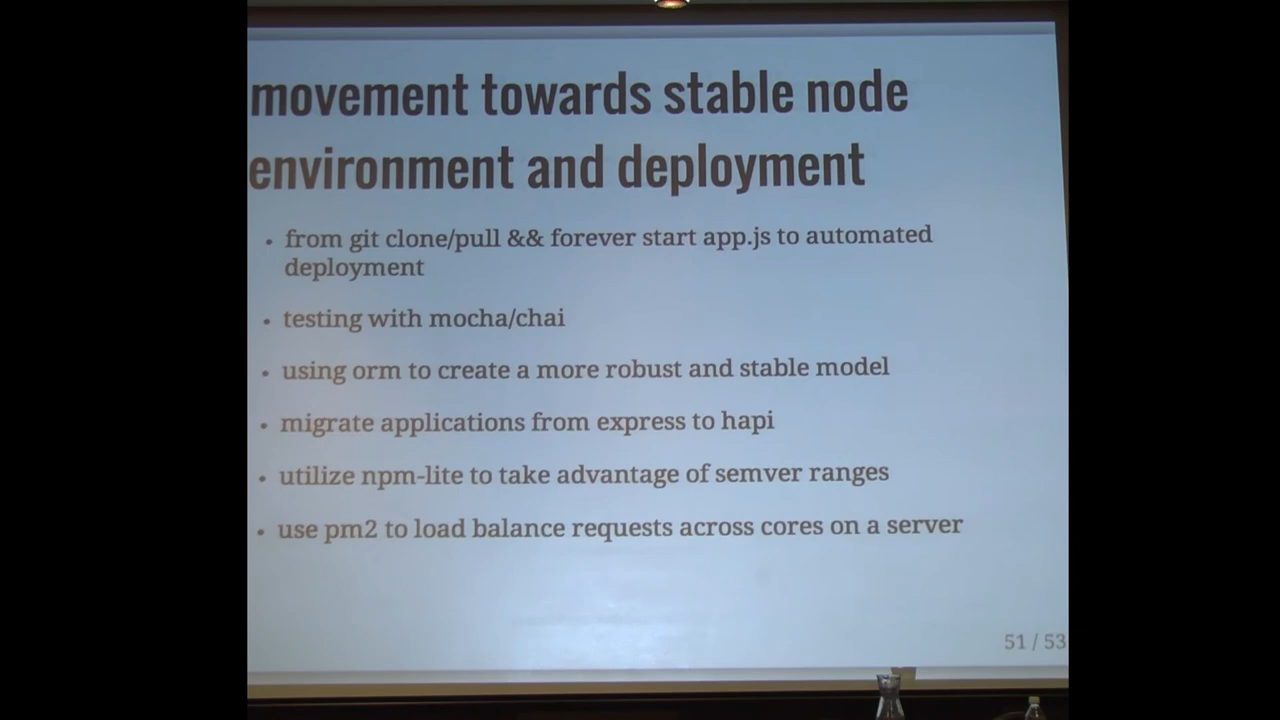 movement towards stable node
environment and deployment
• from git clone/pull && forever start app.js to automated
deployment
• testing with mocha/chai
• using orm to create a more robust and stable model
• migrate applications from express to hapi
• utilize npm-lite to take advantage of semver ranges
• use pm2 to load balance requests across cores on a server
51 / 53